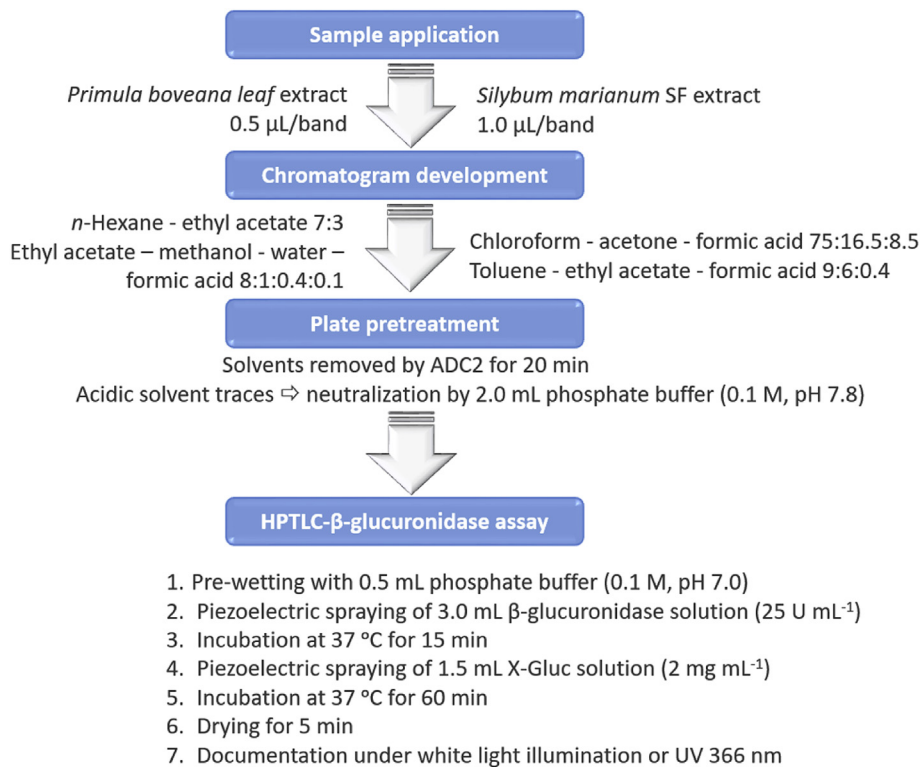 Sample application
Primula boveana leaf extract
0.5 µL/band
Silybum marianum SF extract
1.0 µL/band
Chromatogram development
n-Hexane - ethyl acetate 7:3
Ethyl acetate – methanol - water –
formic acid 8:1:0.4:0.1
Chloroform - acetone - formic acid 75:16.5:8.5
Toluene - ethyl acetate - formic acid 9:6:0.4
Plate pretreatment
Solvents removed by ADC2 for 20 min
Acidic solvent traces ⇨ neutralization by 2.0 mL phosphate buffer (0.1 M, pH 7.8)
HPTLC-β-glucuronidase assay
1. Pre-wetting with 0.5 mL phosphate buffer (0.1 M, pH 7.0)
2. Piezoelectric spraying of 3.0 mL β-glucuronidase solution (25 U mL⁻¹)
3. Incubation at 37 °C for 15 min
4. Piezoelectric spraying of 1.5 mL X-Gluc solution (2 mg mL⁻¹)
5. Incubation at 37 °C for 60 min
6. Drying for 5 min
7. Documentation under white light illumination or UV 366 nm